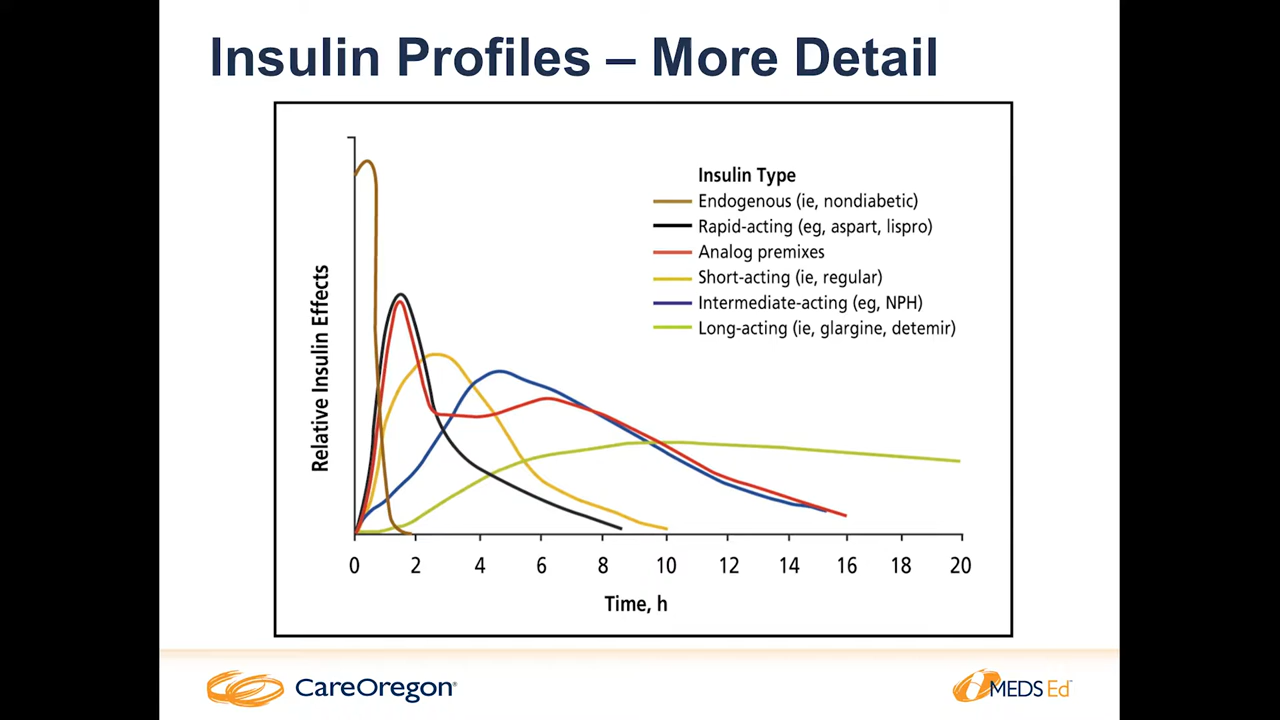 Insulin Profiles – More Detail
Insulin Type
Endogenous (ie, nondiabetic)
Rapid-acting (eg, aspart, lispro)
Analog premixes
Short-acting (ie, regular)
Intermediate-acting (eg, NPH)
Long-acting (ie, glargine, detemir)
Relative Insulin Effects
0 2 4 6 8 10 12 14 16 18 20
Time, h
CareOregon®
iMEDS Ed™